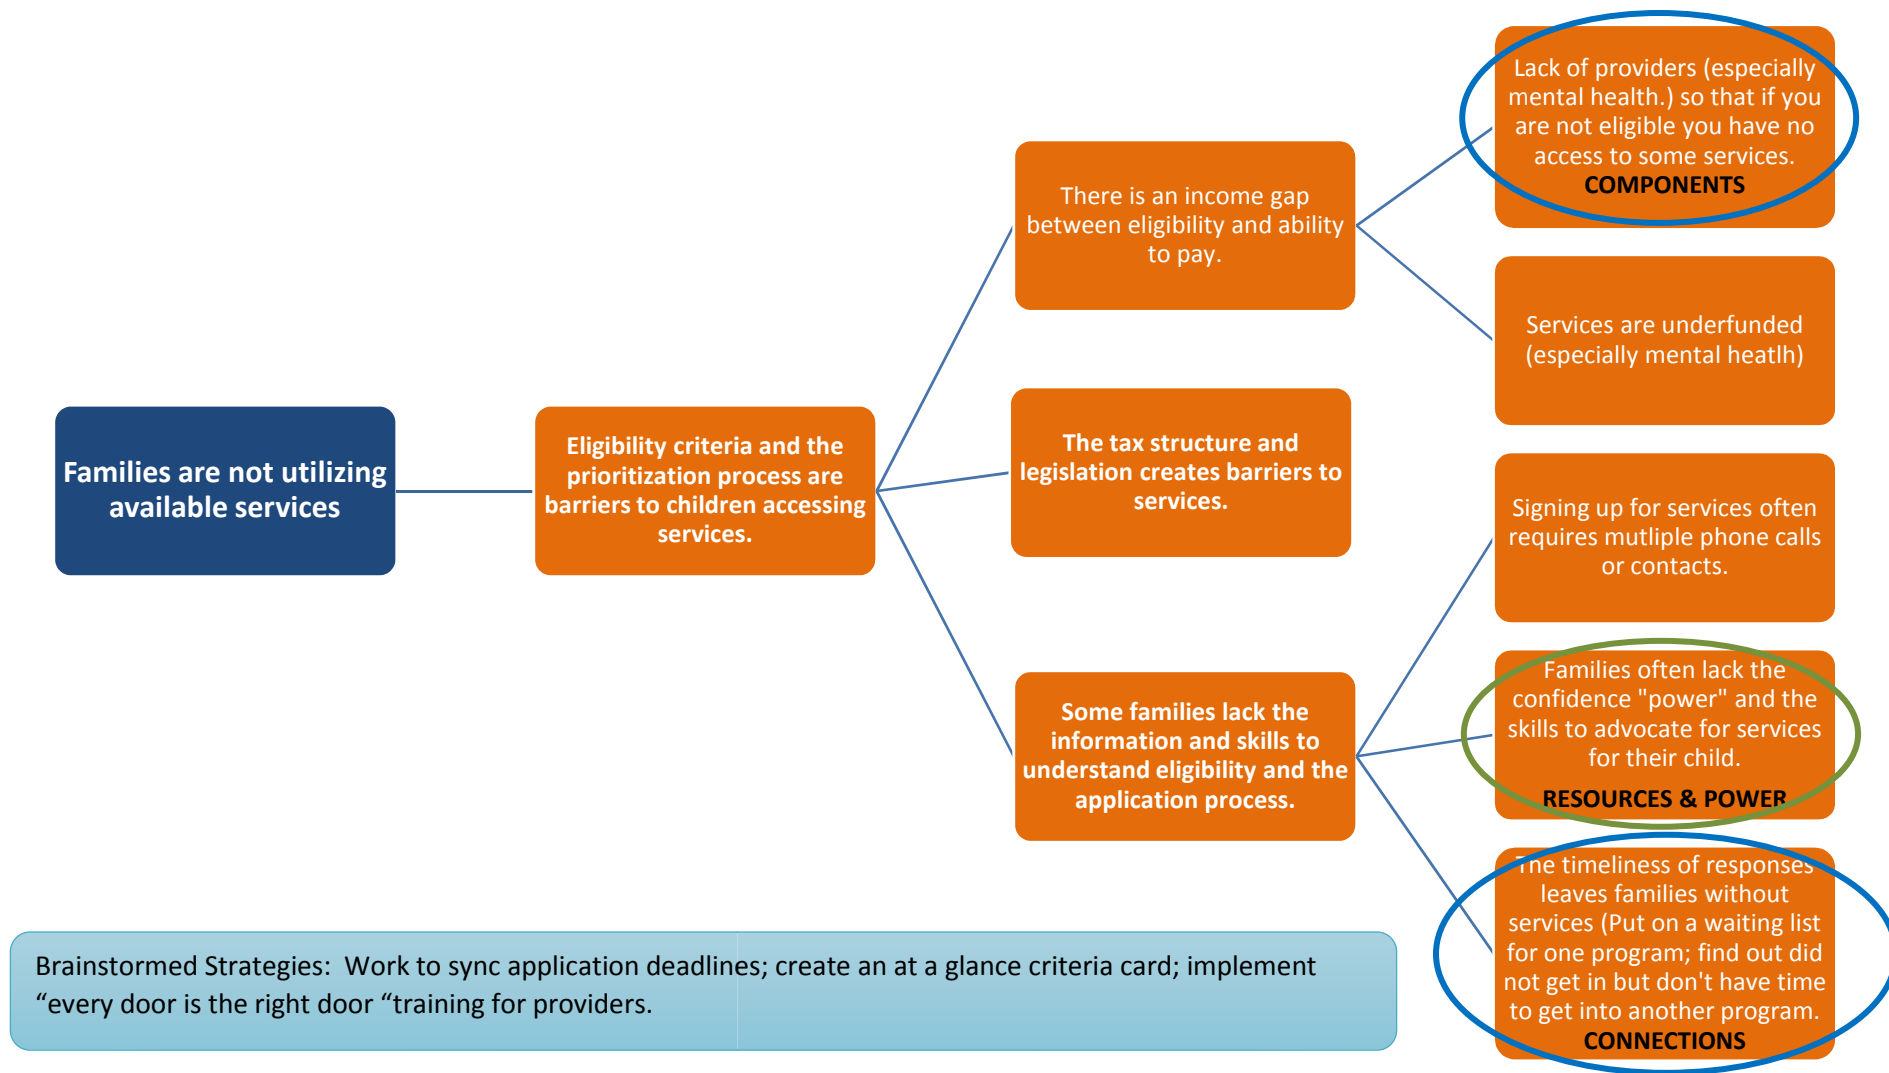 Families are not utilizing
available services
Eligibility criteria and the
prioritization process are
barriers to children accessing
services.
There is an income gap
between eligibility and ability
to pay.
Lack of providers (especially
mental health.) so that if you
are not eligible you have no
access to some services.
COMPONENTS
Services are underfunded
(especially mental heatlh)
The tax structure and
legislation creates barriers to
services.
Some families lack the
information and skills to
understand eligibility and the
application process.
Signing up for services often
requires mutliple phone calls
or contacts.
Families often lack the
confidence "power" and the
skills to advocate for services
for their child.
RESOURCES & POWER
The timeliness of responses
leaves families without
services (Put on a waiting list
for one program; find out did
not get in but don't have time
to get into another program.
CONNECTIONS
Brainstormed Strategies:  Work to sync application deadlines; create an at a glance criteria card; implement
“every door is the right door “training for providers.